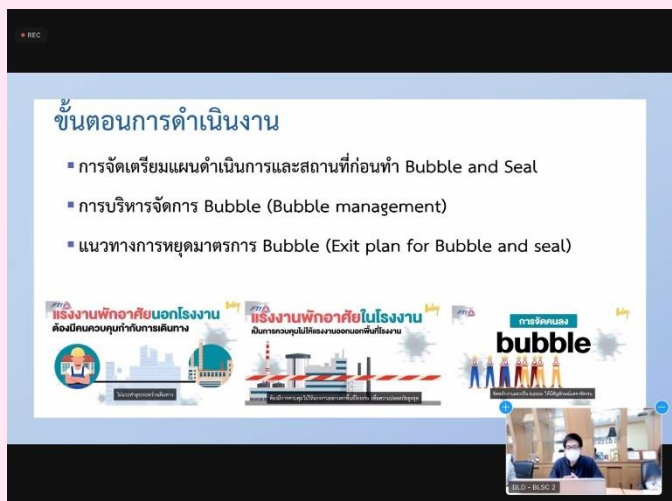 REC
ขั้นตอนการดำเนินงาน
▪ การจัดเตรียมแผนดำเนินการและสถานที่ก่อนทำ Bubble and Seal
▪ การบริหารจัดการ Bubble (Bubble management)
▪ แนวทางการหยุดมาตรการ Bubble (Exit plan for Bubble and seal)
แรงงานพักอาศัยนอกโรงงาน
ต้องมีคนควบคุมกำกับการเดินทาง
แรงงานพักอาศัยในโรงงาน
เป็นการควบคุมไม่ให้แรงงานออกนอกพื้นที่โรงงาน
การจัดคนลง
bubble
DLD - BLSC 2